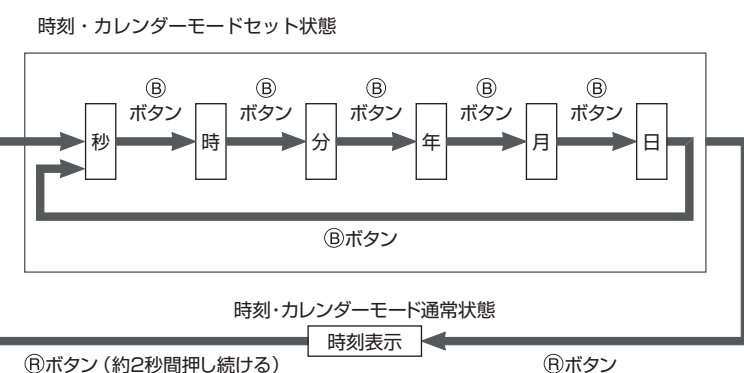 時刻・カレンダーモードセット状態
Ⓑ Ⓑ Ⓑ Ⓑ Ⓑ
ボタン ボタン ボタン ボタン ボタン
秒 時 分 年 月 日
Ⓑボタン
時刻・カレンダーモード通常状態
時刻表示
Ⓡボタン（約2秒間押し続ける） Ⓡボタン